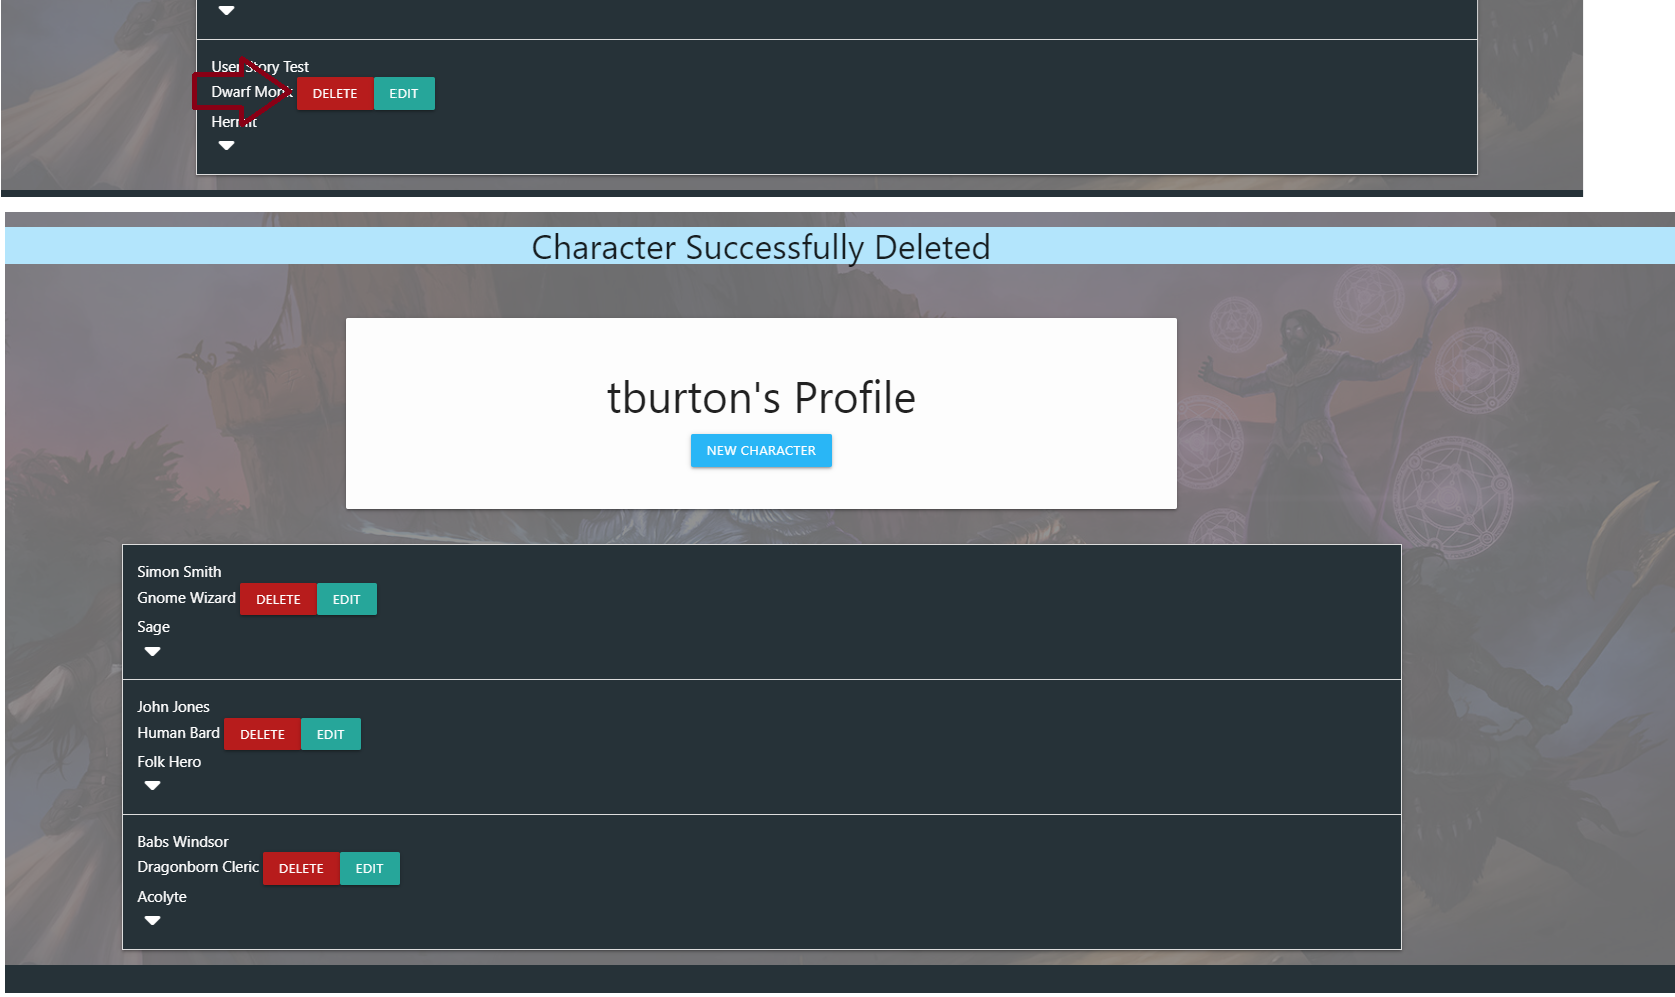 User Story Test
Dwarf Monk DELETE EDIT
Hermit
Character Successfully Deleted
tburton's Profile
NEW CHARACTER
Simon Smith
Gnome Wizard DELETE EDIT
Sage
John Jones
Human Bard DELETE EDIT
Folk Hero
Babs Windsor
Dragonborn Cleric DELETE EDIT
Acolyte